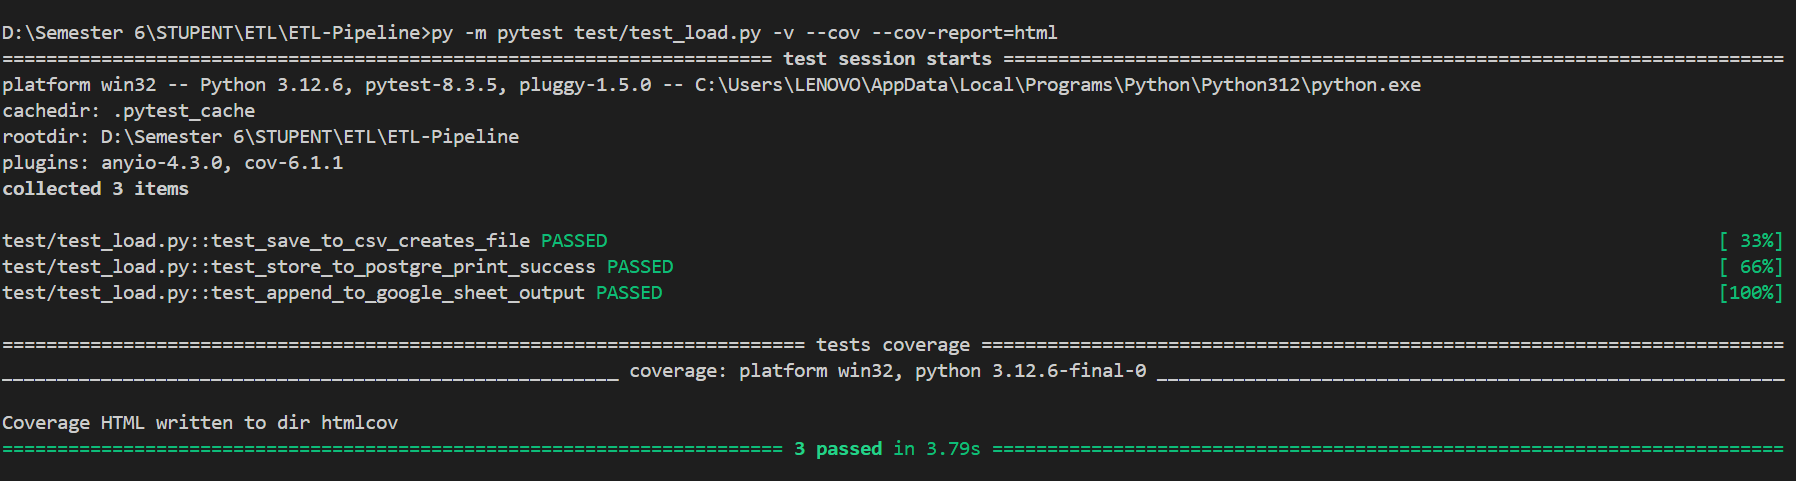 D:\Semester 6\STUPENT\ETL\ETL-Pipeline>py -m pytest test/test_load.py -v --cov --cov-report=html
====================================================================== test session starts =======================================================================
platform win32 -- Python 3.12.6, pytest-8.3.5, pluggy-1.5.0 -- C:\Users\LENOVO\AppData\Local\Programs\Python\Python312\python.exe
cachedir: .pytest_cache
rootdir: D:\Semester 6\STUPENT\ETL\ETL-Pipeline
plugins: anyio-4.3.0, cov-6.1.1
collected 3 items
test/test_load.py::test_save_to_csv_creates_file PASSED [ 33%]
test/test_load.py::test_store_to_postgre_print_success PASSED [ 66%]
test/test_load.py::test_append_to_google_sheet_output PASSED [100%]
========================================================================= tests coverage =========================================================================
________________________________________________________ coverage: platform win32, python 3.12.6-final-0 _________________________________________________________
Coverage HTML written to dir htmlcov
======================================================================= 3 passed in 3.79s ========================================================================